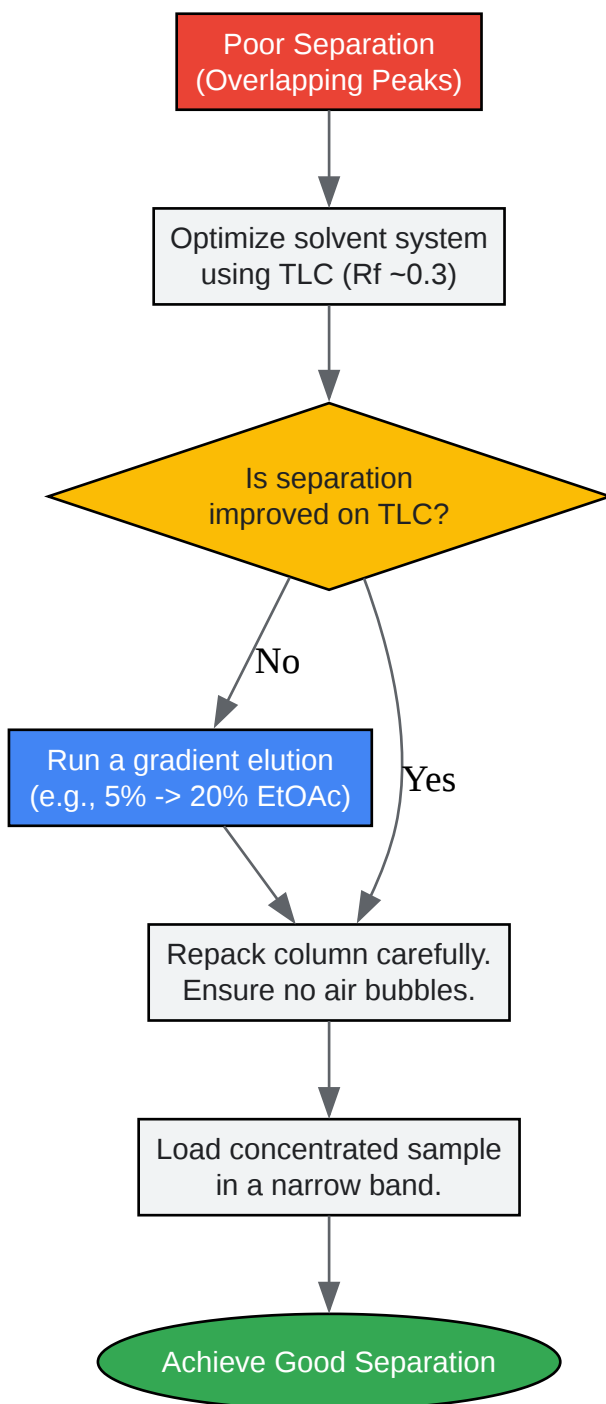 Poor Separation
(Overlapping Peaks)
Optimize solvent system
using TLC (Rf ~0.3)
Is separation
improved on TLC?
No
Run a gradient elution
(e.g., 5% -> 20% EtOAc)
Yes
Repack column carefully.
Ensure no air bubbles.
Load concentrated sample
in a narrow band.
Achieve Good Separation